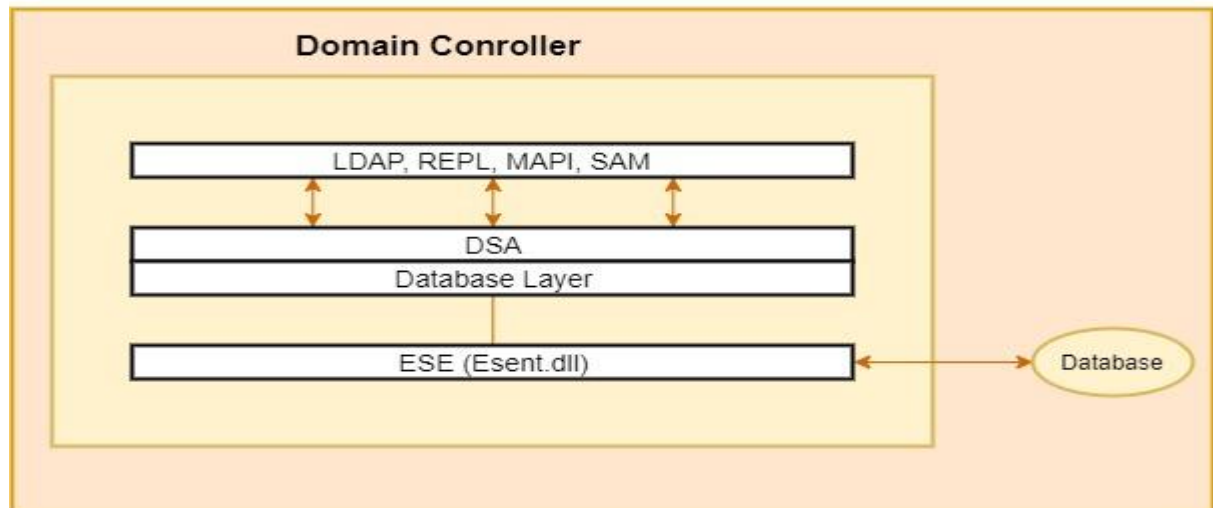 Domain Conroller
LDAP, REPL, MAPI, SAM
DSA
Database Layer
ESE (Esent.dll)
Database